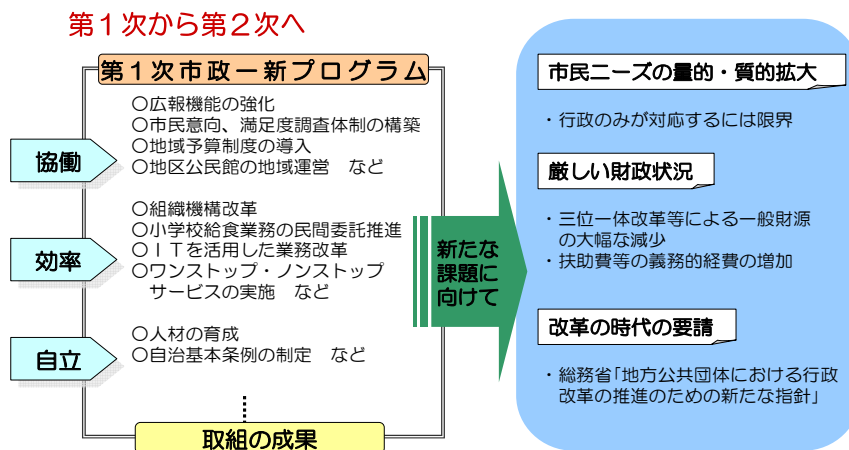 第１次から第２次へ
第１次市政一新プログラム
協働
○広報機能の強化
○市民意向、満足度調査体制の構築
○地域予算制度の導入
○地区公民館の地域運営　など
効率
○組織機構改革
○小学校給食業務の民間委託推進
○ＩＴを活用した業務改革
○ワンストップ・ノンストップ
サービスの実施　など
自立
○人材の育成
○自治基本条例の制定　など
取組の成果
新たな
課題に
向けて
市民ニーズの量的・質的拡大
・行政のみが対応するには限界
厳しい財政状況
・三位一体改革等による一般財源
の大幅な減少
・扶助費等の義務的経費の増加
改革の時代の要請
・総務省「地方公共団体における行政
改革の推進のための新たな指針」